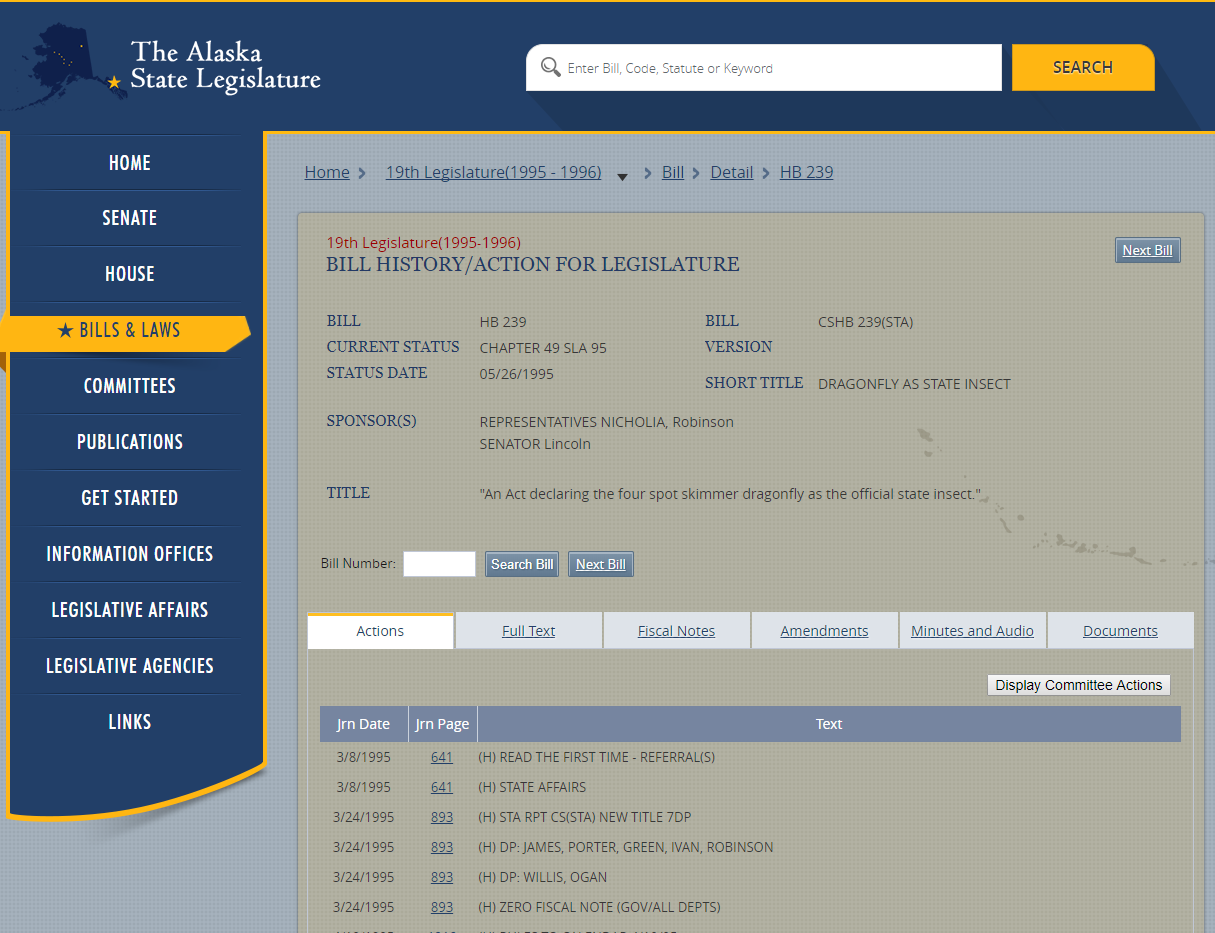 The Alaska
State Legislature
Enter Bill, Code, Statute or Keyword
SEARCH
HOME
SENATE
HOUSE
★ BILLS & LAWS
COMMITTEES
PUBLICATIONS
GET STARTED
INFORMATION OFFICES
LEGISLATIVE AFFAIRS
LEGISLATIVE AGENCIES
LINKS
Home > 19th Legislature(1995 - 1996) > Bill > Detail > HB 239
19th Legislature(1995-1996)
BILL HISTORY/ACTION FOR LEGISLATURE
Next Bill
BILL HB 239 BILL CSHB 239(STA)
CURRENT STATUS CHAPTER 49 SLA 95 VERSION
STATUS DATE 05/26/1995
SHORT TITLE DRAGONFLY AS STATE INSECT
SPONSOR(S) REPRESENTATIVES NICHOLIA, Robinson
SENATOR Lincoln
TITLE "An Act declaring the four spot skimmer dragonfly as the official state insect."
Bill Number: Search Bill Next Bill
Actions Full Text Fiscal Notes Amendments Minutes and Audio Documents
Display Committee Actions
Jrn Date Jrn Page Text
3/8/1995 641 (H) READ THE FIRST TIME - REFERRAL(S)
3/8/1995 641 (H) STATE AFFAIRS
3/24/1995 893 (H) STA RPT CS(STA) NEW TITLE 7DP
3/24/1995 893 (H) DP: JAMES, PORTER, GREEN, IVAN, ROBINSON
3/24/1995 893 (H) DP: WILLIS, OGAN
3/24/1995 893 (H) ZERO FISCAL NOTE (GOV/ALL DEPTS)